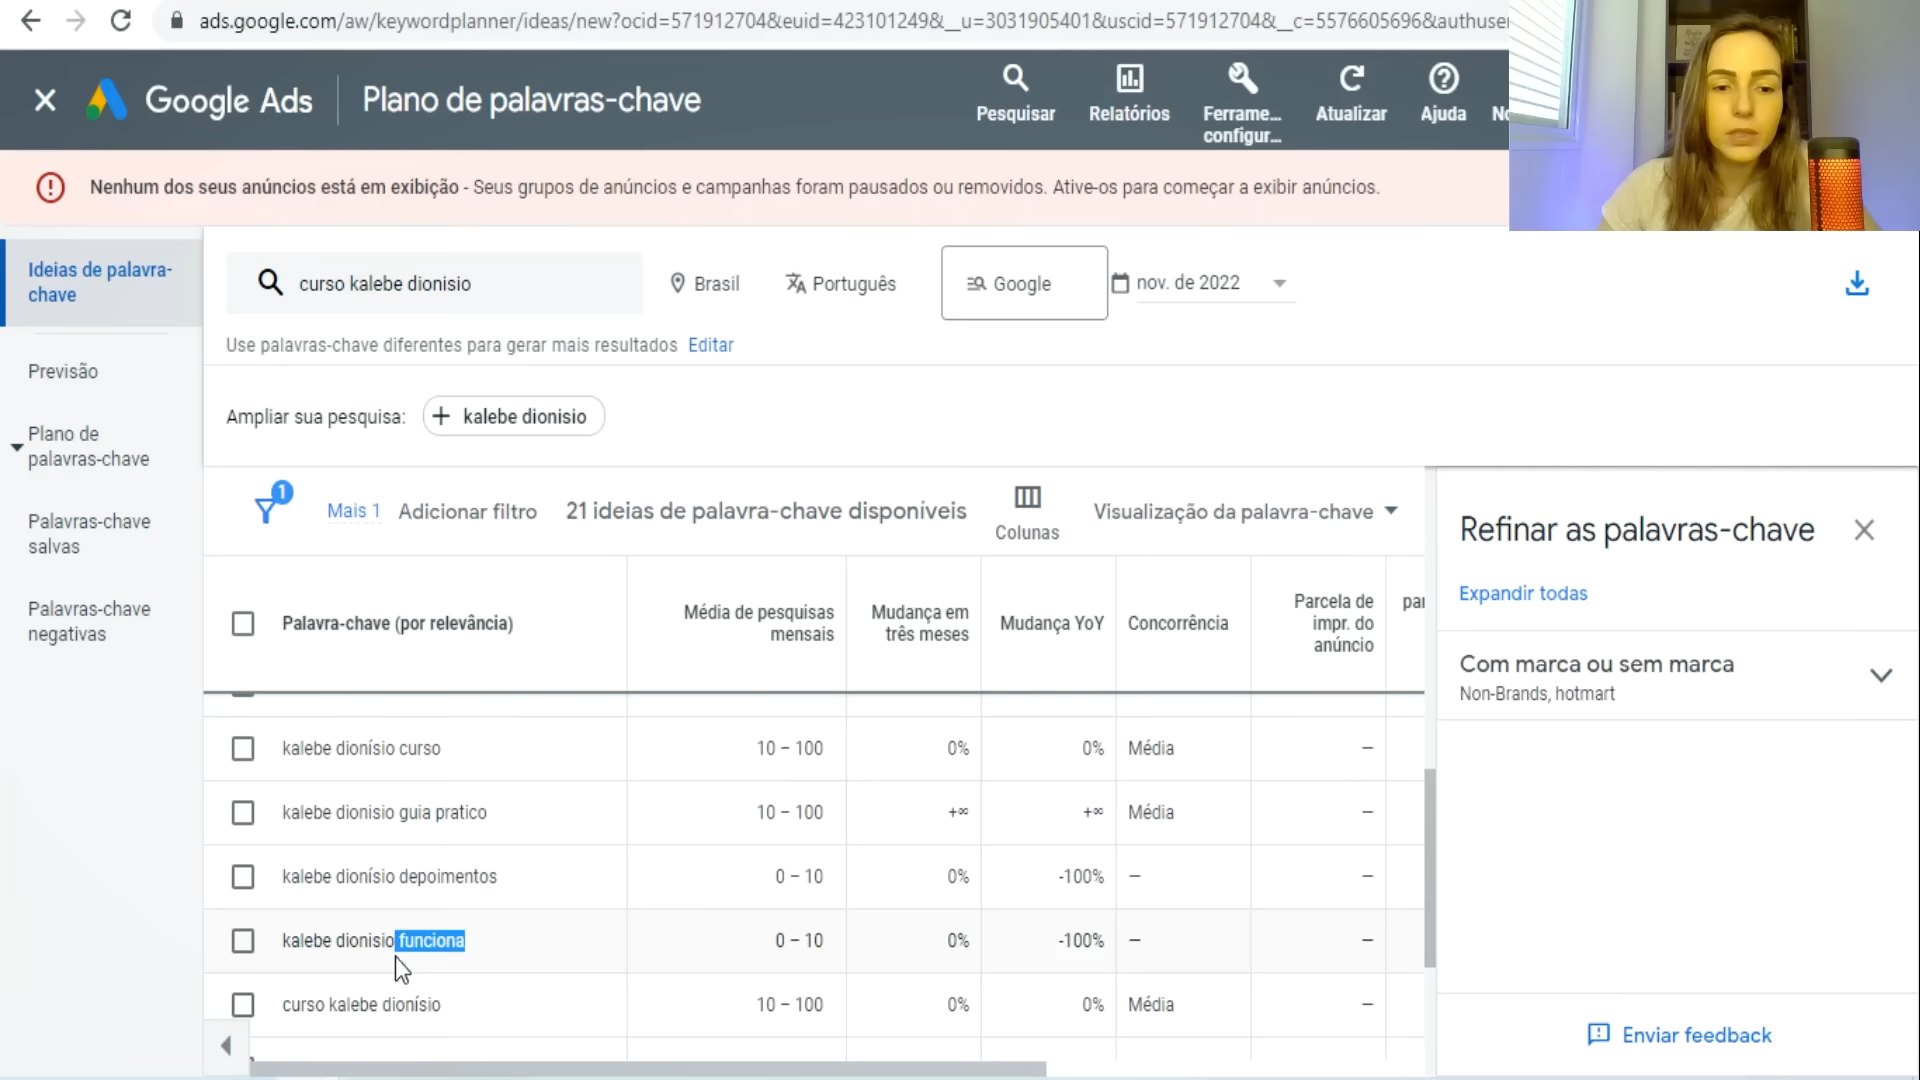 ads.google.com/aw/keywordplanner/ideas/new?ocid=571912704&euid=423101249&__u=3031905401&uscid=571912704&__c=5576605696&authuser
Google Ads
Plano de palavras-chave
Pesquisar
Relatórios
Ferrame...
configur...
Atualizar
Ajuda
No
Nenhum dos seus anúncios está em exibição - Seus grupos de anúncios e campanhas foram pausados ou removidos. Ative-os para começar a exibir anúncios.
Ideias de palavra-
chave
Previsão
Plano de
palavras-chave
Palavras-chave
salvas
Palavras-chave
negativas
curso kalebe dionisio
Brasil
Português
Google
nov. de 2022
Use palavras-chave diferentes para gerar mais resultados Editar
Ampliar sua pesquisa: + kalebe dionisio
1
Mais 1
Adicionar filtro
21 ideias de palavra-chave disponíveis
Colunas
Visualização da palavra-chave
Palavra-chave (por relevância)
Média de pesquisas
mensais
Mudança em
três meses
Mudança YoY
Concorrência
Parcela de
impr. do
anúncio
par
kalebe dionísio curso 10 – 100 0% 0% Média –
kalebe dionisio guia pratico 10 – 100 +∞ +∞ Média –
kalebe dionísio depoimentos 0 – 10 0% -100% – –
kalebe dionisio funciona 0 – 10 0% -100% – –
curso kalebe dionísio 10 – 100 0% 0% Média –
Refinar as palavras-chave
Expandir todas
Com marca ou sem marca
Non-Brands, hotmart
Enviar feedback